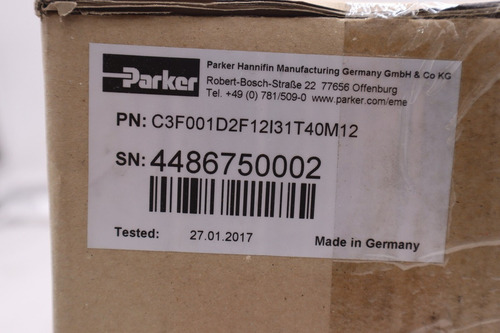 Parker
Parker Hannifin Manufacturing Germany GmbH & Co KG
Robert-Bosch-Straße 22 77656 Offenburg
Tel. +49 (0) 781/509-0 www.parker.com/eme
PN: C3F001D2F12I31T40M12
SN: 4486750002
Tested: 27.01.2017 Made in Germany